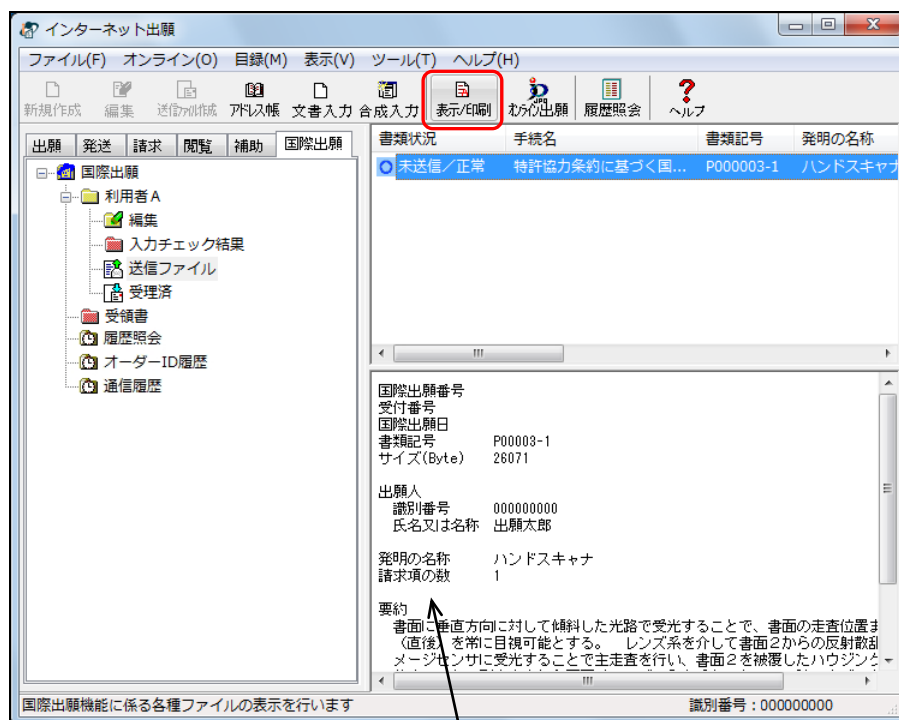 インターネット出願
ファイル(F) オンライン(O) 目録(M) 表示(V) ツール(T) ヘルプ(H)
新規作成 編集 送信ファイル作成 アドレス帳 文書入力 合成入力 表示/印刷 オンライン出願 履歴照会 ヘルプ
出願 発送 請求 閲覧 補助 国際出願
国際出願
利用者A
編集
入力チェック結果
送信ファイル
受理済
受領書
履歴照会
オーダーID履歴
通信履歴
書類状況 手続名 書類記号 発明の名称
未送信/正常 特許協力条約に基づく国... P000003-1 ハンドスキャナ
国際出願番号
受付番号
国際出願日
書類記号 P00003-1
サイズ(Byte) 26071
出願人
識別番号 000000000
氏名又は名称 出願太郎
発明の名称 ハンドスキャナ
請求項の数 1
要約
書面に垂直方向に対して傾斜した光路で受光することで、書面の走査位置ま
(直後)を常に目視可能とする。 レンズ系を介して書面2からの反射散乱
メージセンサに受光することで主走査を行い、書面2を被覆したハウジング
国際出願機能に係る各種ファイルの表示を行います 識別番号:000000000